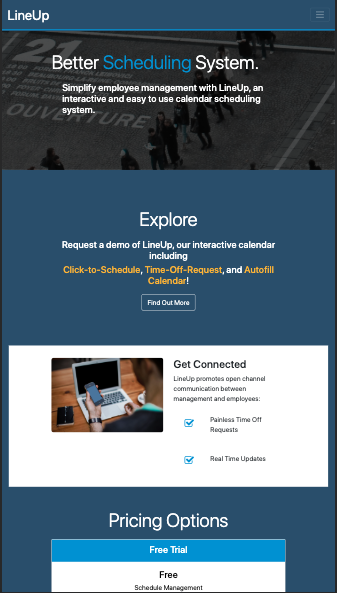 LineUp
OUVERTURE
Better Scheduling System.
Simplify employee management with LineUp, an
interactive and easy to use calendar scheduling
system.
Explore
Request a demo of LineUp, our interactive calendar
including
Click-to-Schedule, Time-Off-Request, and Autofill
Calendar!
Find Out More
Get Connected
LineUp promotes open channel
communication between
management and employees:
Painless Time Off
Requests
Real Time Updates
Pricing Options
Free Trial
Free
Schedule Management